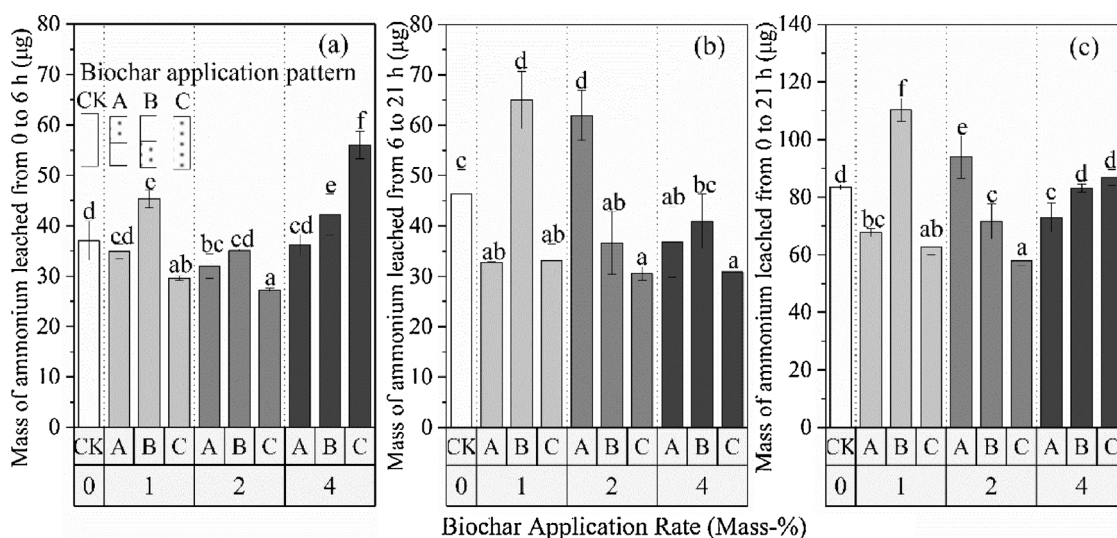 Mass of ammonium leached from 0 to 6 h (μg)
80
70
60
50
40
30
20
10
0
(a)
Biochar application pattern
CK A B C
d cd e ab bc cd a cd e f
CK A B C A B C A B C
0 1 2 4
Mass of ammonium leached from 6 to 21 h (μg)
80
70
60
50
40
30
20
10
0
(b)
c ab d ab d ab a ab bc a
CK A B C A B C A B C
0 1 2 4
Mass of ammonium leached from 0 to 21 h (μg)
140
120
100
80
60
40
20
0
(c)
d bc f ab e c a c d d
CK A B C A B C A B C
0 1 2 4
Biochar Application Rate (Mass-%)